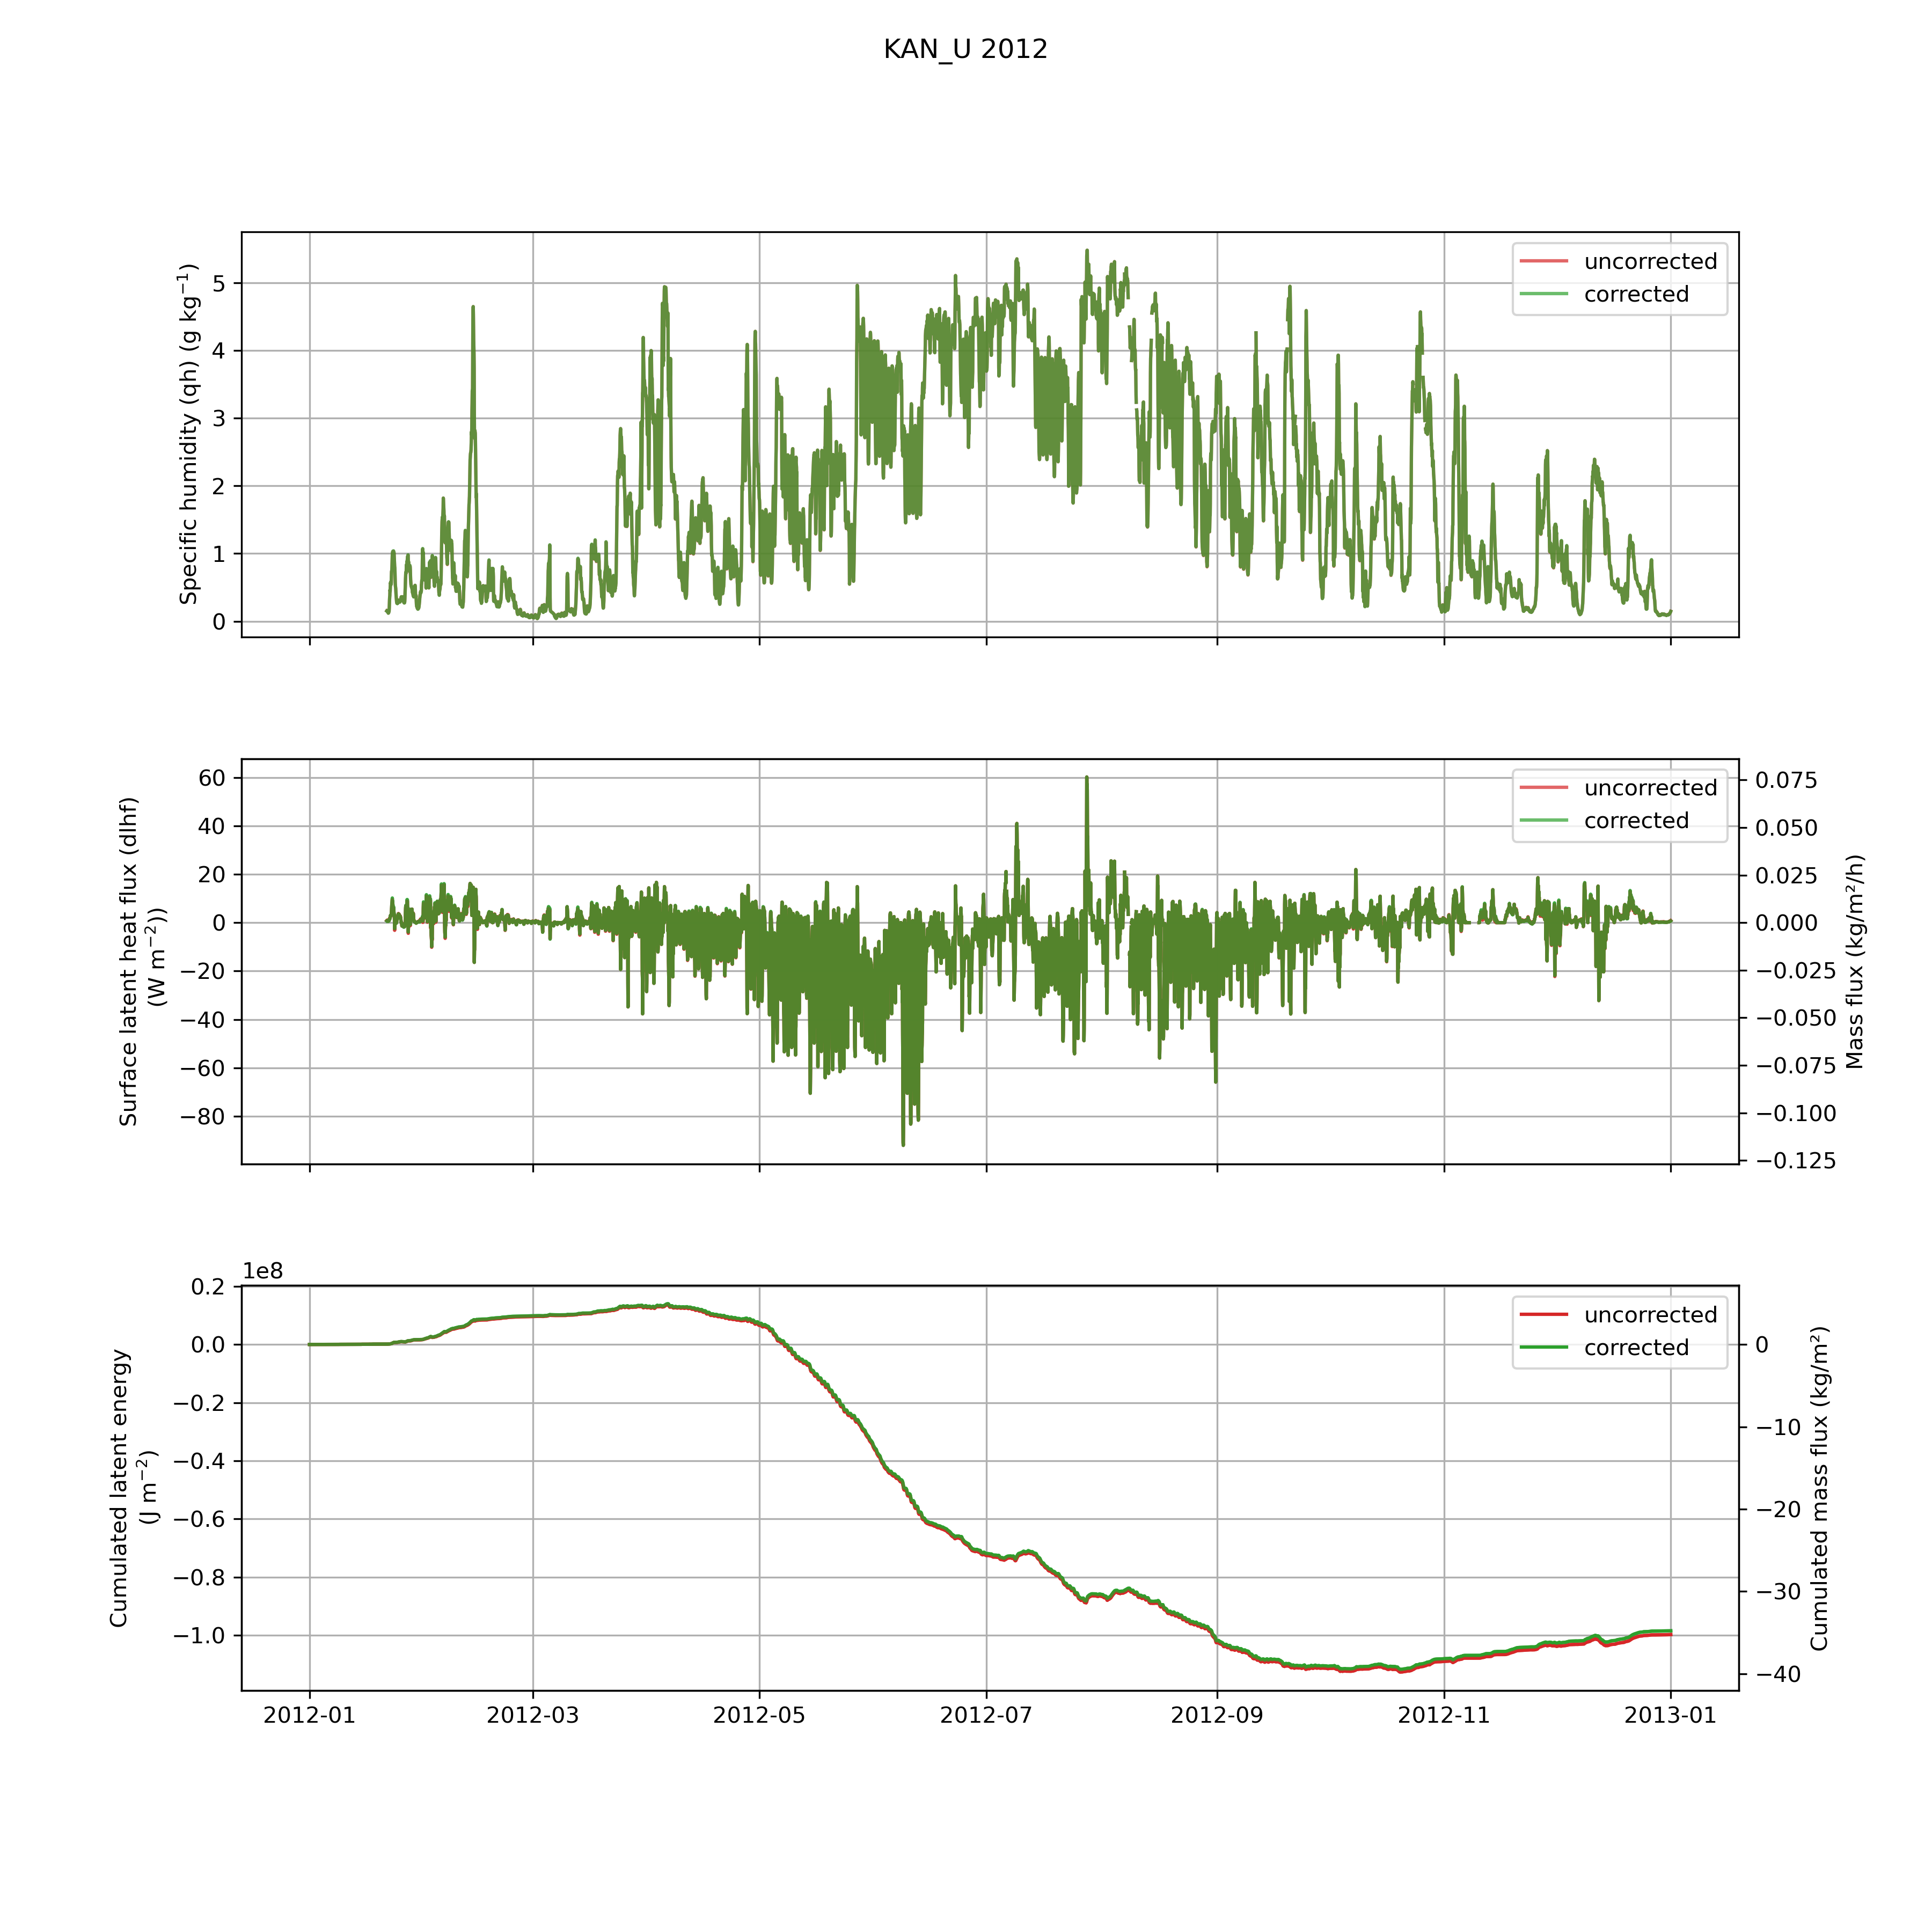 KAN_U 2012
Specific humidity (qh) (g kg⁻¹)
5
4
3
2
1
0
uncorrected
corrected
Surface latent heat flux (dlhf)
(W m⁻²))
60
40
20
0
−20
−40
−60
−80
uncorrected
corrected
0.075
0.050
0.025
0.000
−0.025
−0.050
−0.075
−0.100
−0.125
Mass flux (kg/m²/h)
1e8
Cumulated latent energy
(J m⁻²)
0.2
0.0
−0.2
−0.4
−0.6
−0.8
−1.0
uncorrected
corrected
0
−10
−20
−30
−40
Cumulated mass flux (kg/m²)
2012-01 2012-03 2012-05 2012-07 2012-09 2012-11 2013-01